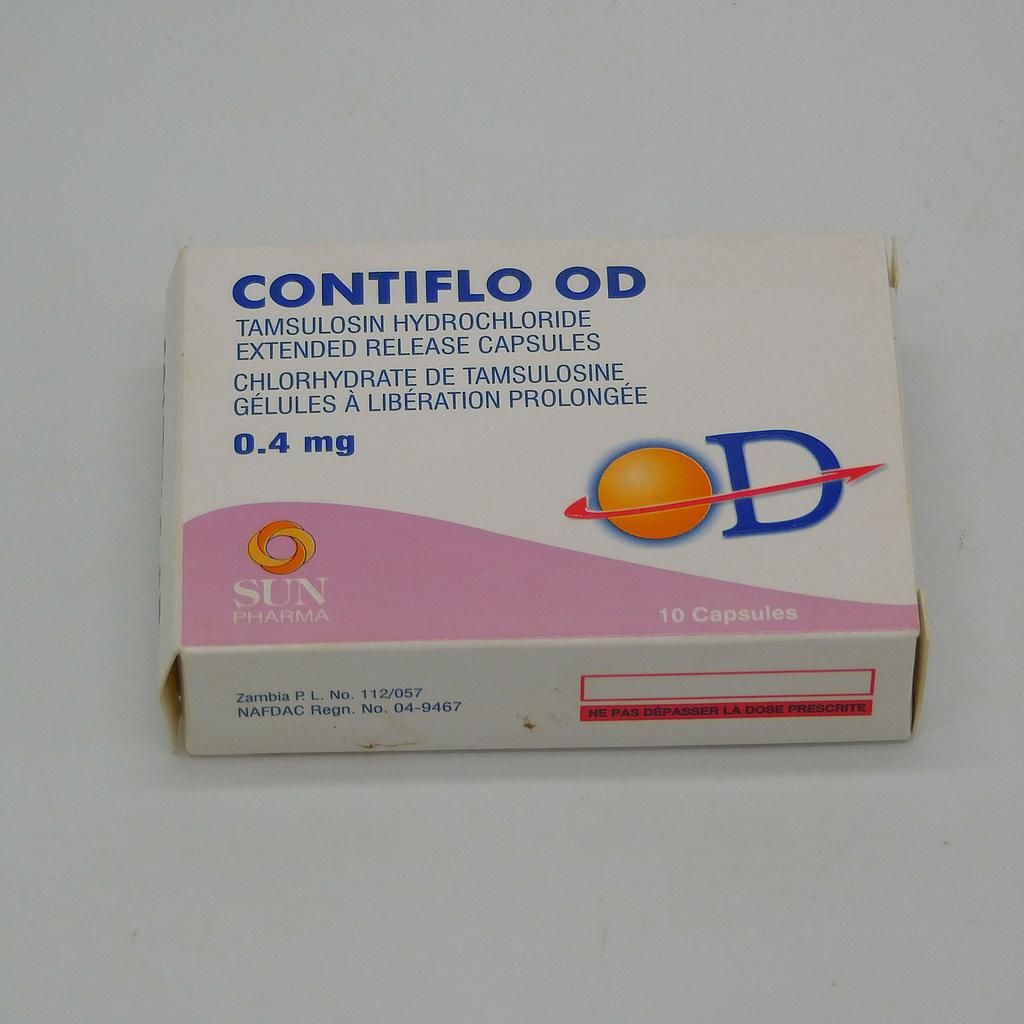 CONTIFLO OD
TAMSULOSIN HYDROCHLORIDE
EXTENDED RELEASE CAPSULES
CHLORHYDRATE DE TAMSULOSINE
GÉLULES À LIBÉRATION PROLONGÉE
0.4 mg
OD
SUN
PHARMA
10 Capsules
Zambia P. L. No. 112/057
NAFDAC Regn. No. 04-9467
NE PAS DÉPASSER LA DOSE PRESCRITE